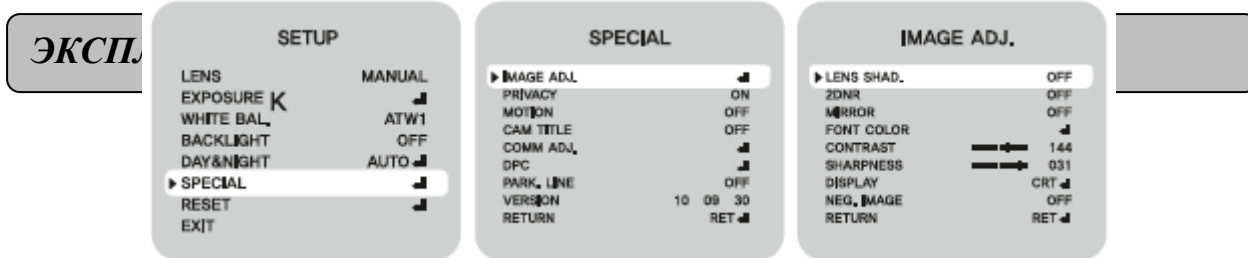 ЭКСПЛ
SETUP
LENS MANUAL
EXPOSURE K
WHITE BAL. ATW1
BACKLIGHT OFF
DAY&NIGHT AUTO
SPECIAL
RESET
EXIT
SPECIAL
IMAGE ADJ.
PRIVACY ON
MOTION OFF
CAM TITLE OFF
COMM ADJ.
DPC
PARK. LINE OFF
VERSION 10 09 30
RETURN RET
IMAGE ADJ.
LENS SHAD. OFF
2DNR OFF
MIRROR OFF
FONT COLOR
CONTRAST 144
SHARPNESS 031
DISPLAY CRT
NEG. IMAGE OFF
RETURN RET